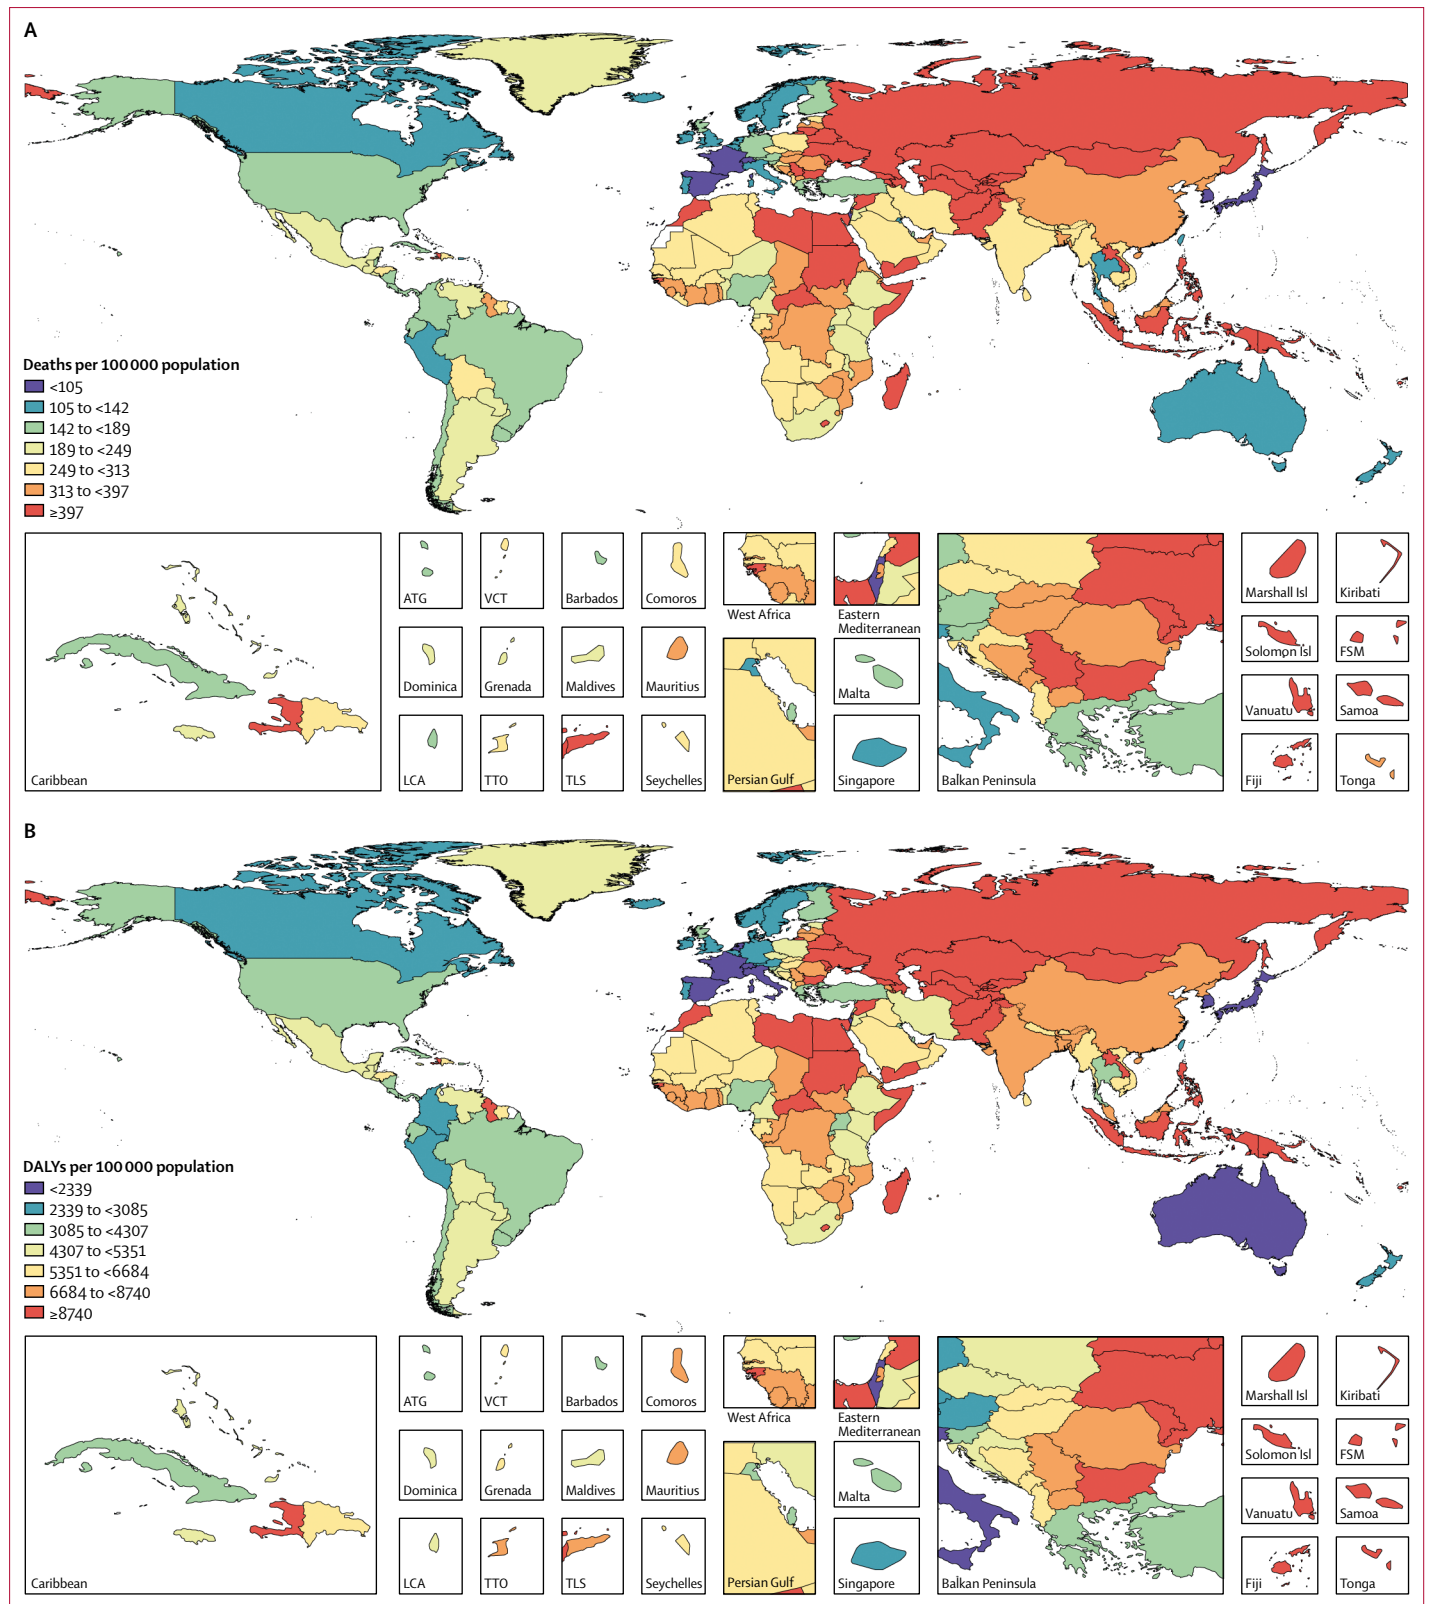 A
Deaths per 100 000 population
<105
105 to <142
142 to <189
189 to <249
249 to <313
313 to <397
≥397
Caribbean
ATG
VCT
Barbados
Comoros
Dominica
Grenada
Maldives
Mauritius
LCA
TTO
TLS
Seychelles
West Africa
Eastern
Mediterranean
Persian Gulf
Malta
Singapore
Balkan Peninsula
Marshall Isl
Kiribati
Solomon Isl
FSM
Vanuatu
Samoa
Fiji
Tonga
B
DALYs per 100 000 population
<2339
2339 to <3085
3085 to <4307
4307 to <5351
5351 to <6684
6684 to <8740
≥8740
Caribbean
ATG
VCT
Barbados
Comoros
Dominica
Grenada
Maldives
Mauritius
LCA
TTO
TLS
Seychelles
West Africa
Eastern
Mediterranean
Persian Gulf
Malta
Singapore
Balkan Peninsula
Marshall Isl
Kiribati
Solomon Isl
FSM
Vanuatu
Samoa
Fiji
Tonga